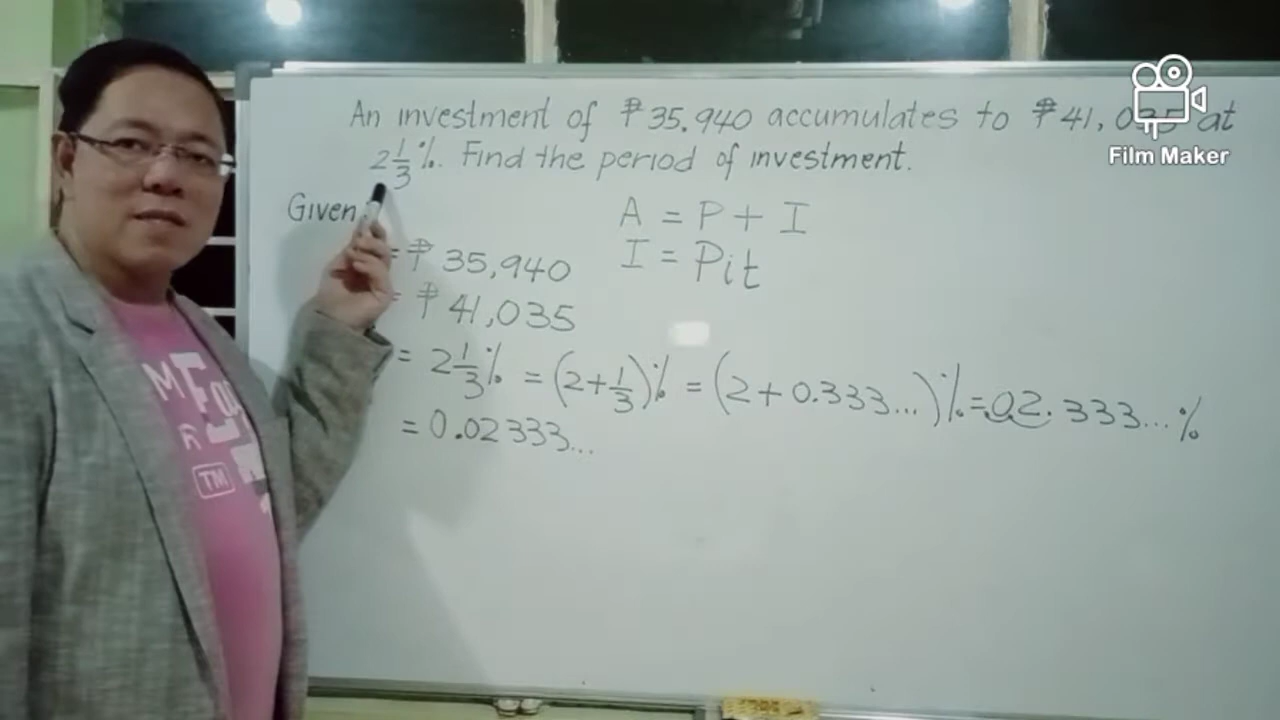 An investment of ₱35.940 accumulates to ₱41,035 at
2 1/3 %. Find the period of investment.
Given
A = P + I
= ₱ 35,940
I = Pit
= ₱ 41,035
= 2 1/3 % = (2 + 1/3)% = (2 + 0.333...)% = 02.333...%
= 0.02333...
Film Maker
TM